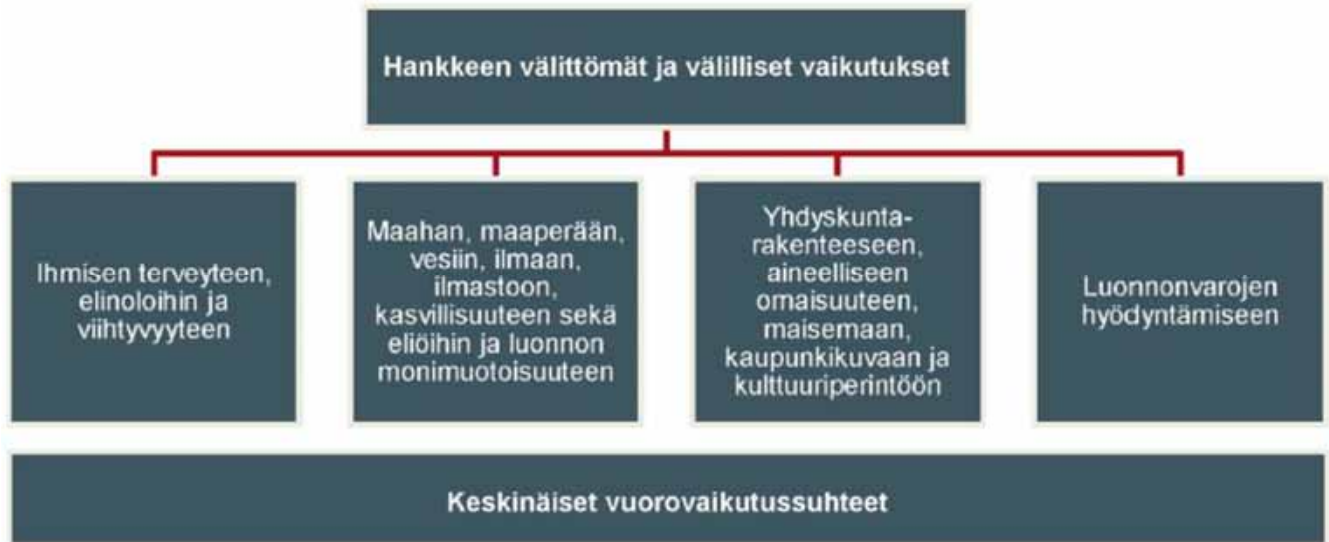 Hankkeen välittömät ja välilliset vaikutukset
Ihmisen terveyteen,
elinoloihin ja
viihtyvyyteen
Maahan, maaperään,
vesiin, ilmaan,
ilmastoon,
kasvillisuuteen sekä
eliöihin ja luonnon
monimuotoisuuteen
Yhdyskunta-
rakenteeseen,
aineelliseen
omaisuuteen,
maisemaan,
kaupunkikuvaan ja
kulttuuriperintöön
Luonnonvarojen
hyödyntämiseen
Keskinäiset vuorovaikutussuhteet